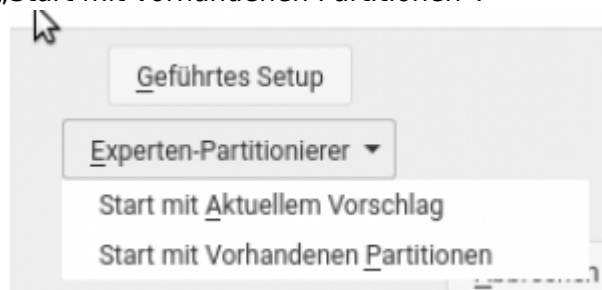 „Start mit Vorhandenen Partitionen“.
Geführtes Setup
Experten-Partitionierer
Start mit Aktuellem Vorschlag
Start mit Vorhandenen Partitionen